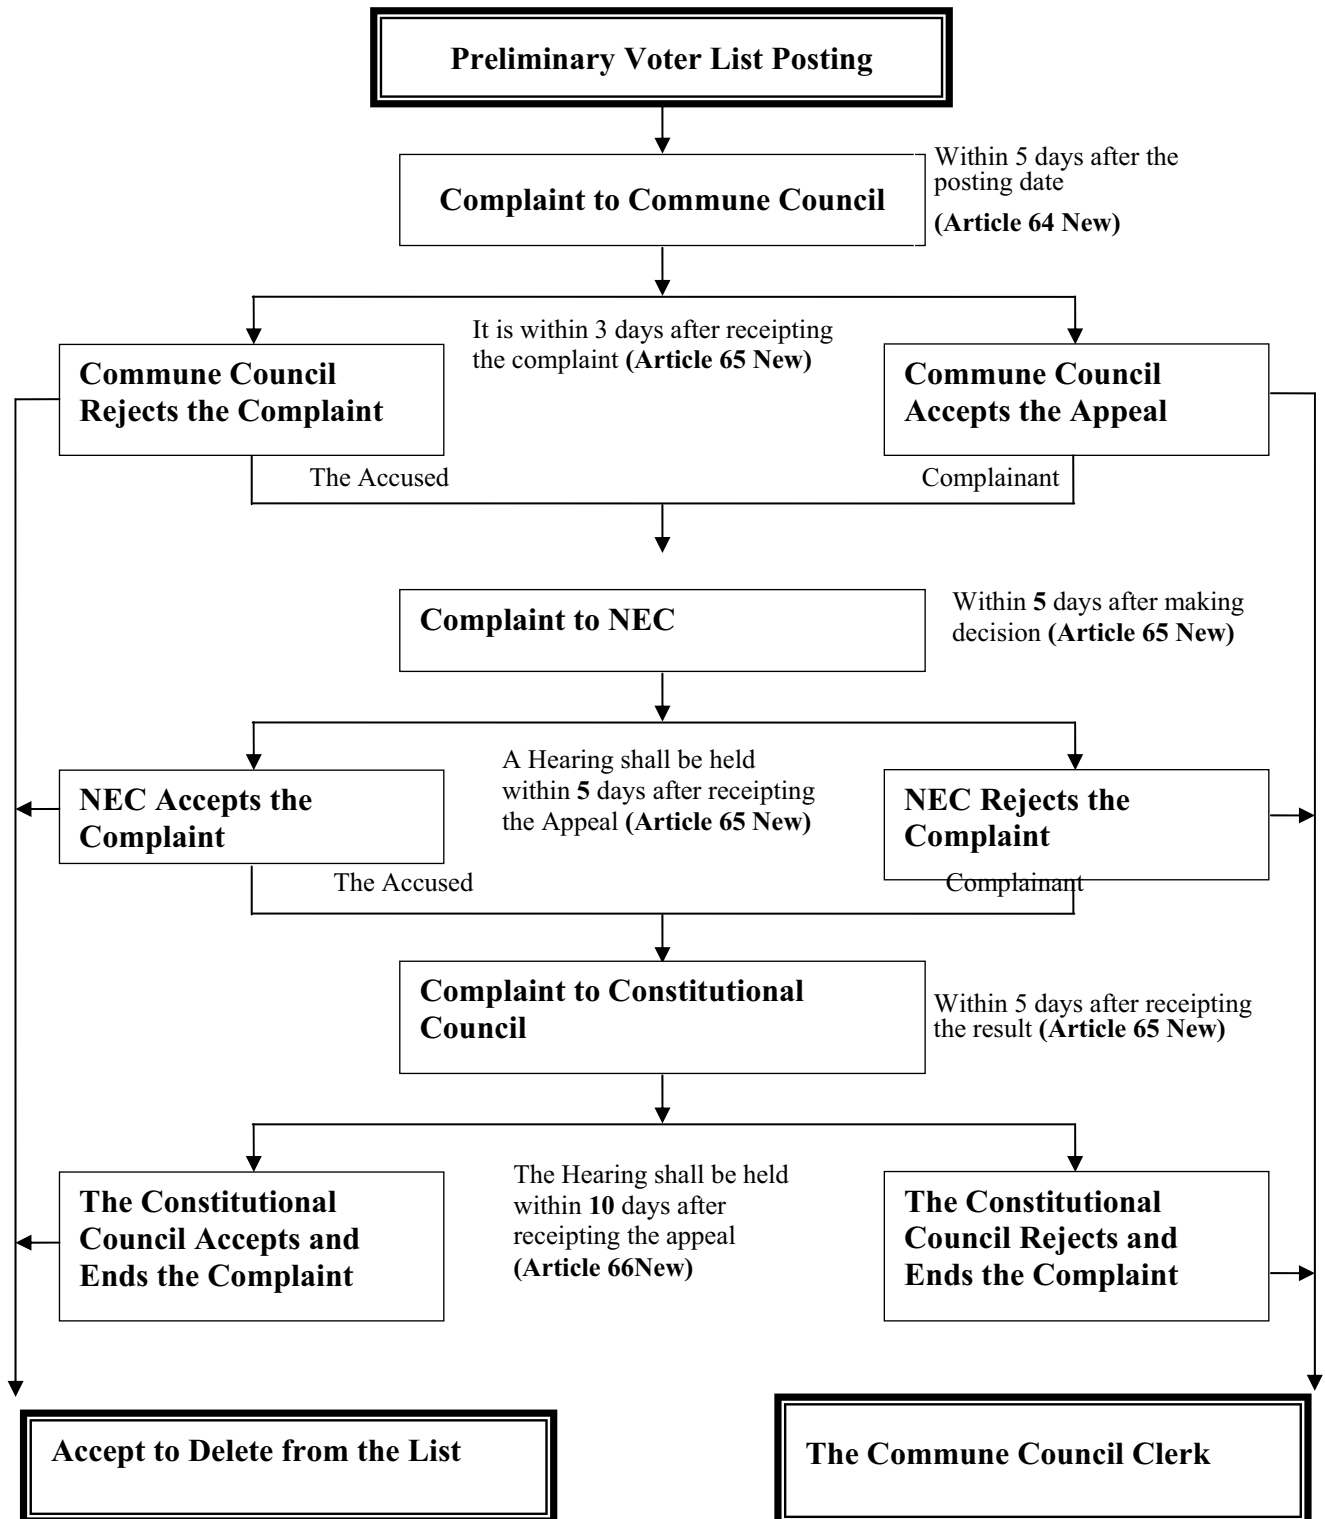 Preliminary Voter List Posting
Within 5 days after the
posting date
(Article 64 New)
Complaint to Commune Council
It is within 3 days after receipting
the complaint (Article 65 New)
Commune Council
Rejects the Complaint
Commune Council
Accepts the Appeal
The Accused
Complainant
Complaint to NEC
Within 5 days after making
decision (Article 65 New)
A Hearing shall be held
within 5 days after receipting
the Appeal (Article 65 New)
NEC Accepts the
Complaint
NEC Rejects the
Complaint
The Accused
Complainant
Complaint to Constitutional
Council
Within 5 days after receipting
the result (Article 65 New)
The Hearing shall be held
within 10 days after
receipting the appeal
(Article 66New)
The Constitutional
Council Accepts and
Ends the Complaint
The Constitutional
Council Rejects and
Ends the Complaint
Accept to Delete from the List
The Commune Council Clerk